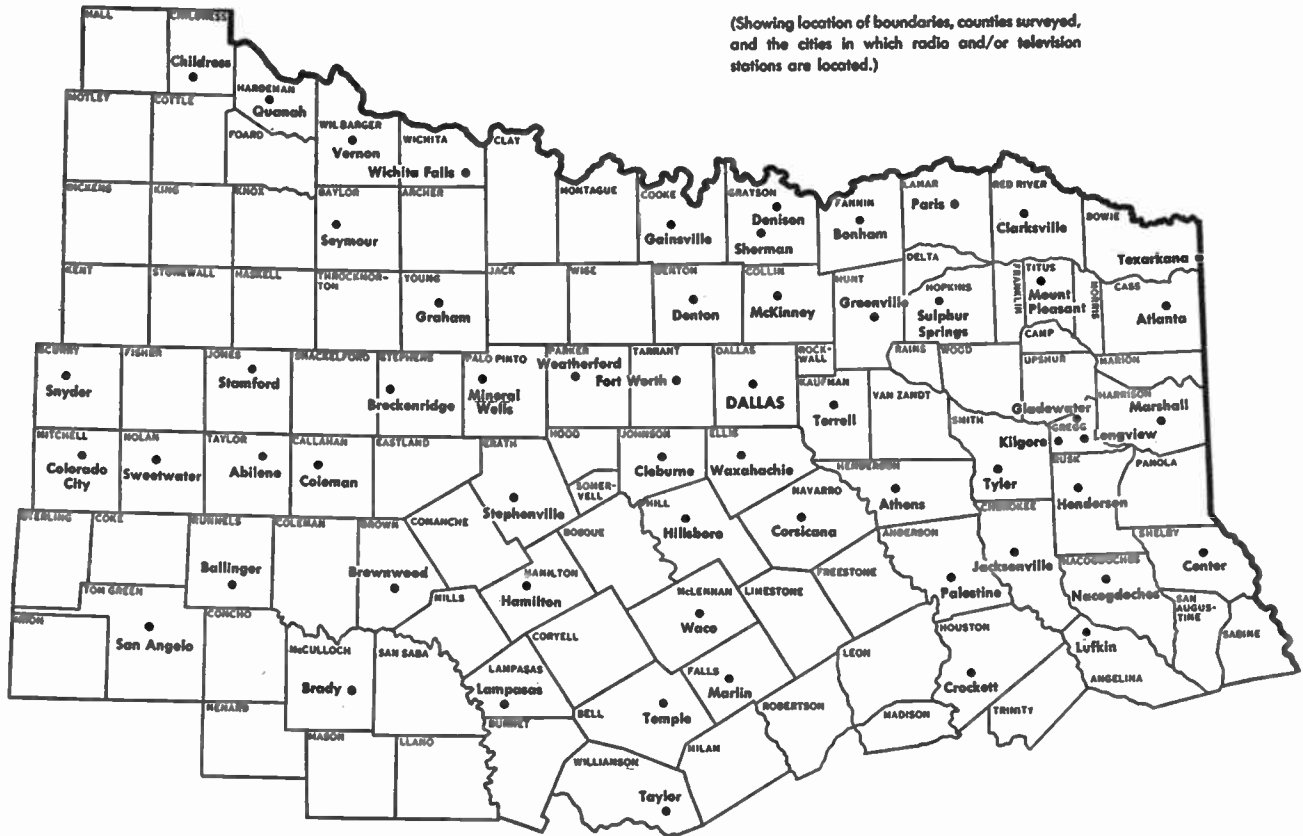 (Showing location of boundaries, counties surveyed,
and the cities in which radio and/or television
stations are located.)
HALL
CHILDRESS
Childress
HARDEMAN
Quanah
MOTLEY
COTTLE
FOARD
WILBARGER
Vernon
WICHITA
Wichita Falls
CLAY
DICKENS
KING
KNOX
BAYLOR
Seymour
ARCHER
MONTAGUE
COOKE
Gainsville
GRAYSON
Denison
Sherman
FANNIN
Bonham
LAMAR
Paris
RED RIVER
Clarksville
BOWIE
Texarkana
KENT
STONEWALL
HASKELL
THROCKMOR-
TON
YOUNG
Graham
JACK
WISE
DENTON
Denton
COLLIN
McKinney
HUNT
Greenville
DELTA
HOPKINS
Sulphur
Springs
FRANKLIN
TITUS
Mount
Pleasant
MORRIS
CASS
Atlanta
CAMP
SCURRY
Snyder
FISHER
JONES
Stamford
SHACKELFORD
STEPHENS
Breckenridge
PALO PINTO
Mineral
Wells
PARKER
Weatherford
TARRANT
Fort Worth
DALLAS
DALLAS
ROCK-
WALL
RAINS
WOOD
UPSHUR
MARION
KAUFMAN
Terrell
VAN ZANDT
SMITH
Gladewater
HARRISON
Marshall
GREGG
Kilgore
Longview
MITCHELL
Colorado
City
NOLAN
Sweetwater
TAYLOR
Abilene
CALLAHAN
Coleman
EASTLAND
ERATH
Stephenville
HOOD
SOMER-
VELL
JOHNSON
Cleburne
ELLIS
Waxahachie
HENDERSON
Athens
Tyler
RUSK
Henderson
PANOLA
NAVARRO
Corsicana
STERLING
COKE
RUNNELS
Ballinger
COLEMAN
BROWN
Brownwood
COMANCHE
BOSQUE
HILL
Hillsboro
ANDERSON
Palestine
CHEROKEE
Jacksonville
NACOGDOCHES
Nacogdoches
SHELBY
Center
TOM GREEN
San Angelo
IRION
CONCHO
MILLS
HAMILTON
Hamilton
McLENNAN
Waco
LIMESTONE
FREESTONE
SAN
AUGUS-
TINE
SABINE
McCULLOCH
Brady
SAN SABA
LAMPASAS
Lampasas
CORYELL
FALLS
Marlin
LEON
HOUSTON
Crockett
Lufkin
ANGELINA
TRINITY
MENARD
MASON
LLANO
BURNET
BELL
Temple
ROBERTSON
MADISON
MILAN
WILLIAMSON
Taylor